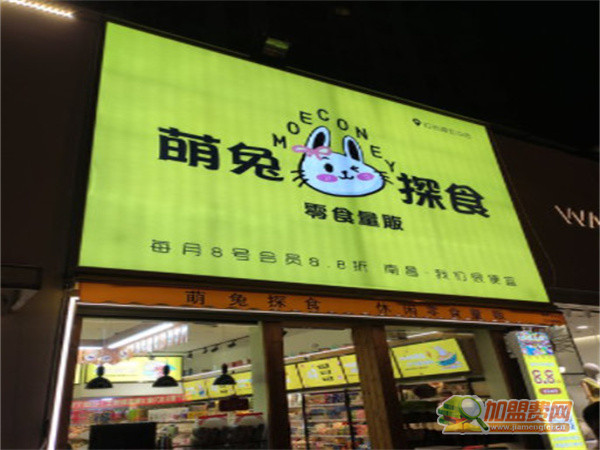 MOECONEY
萌兔
探食
零食量贩
每月8号会员8.8折 南昌·我们很便宜
萌兔探食 休闲零食量贩
WM
8.8
加盟费网
www.jiamengfei.cn